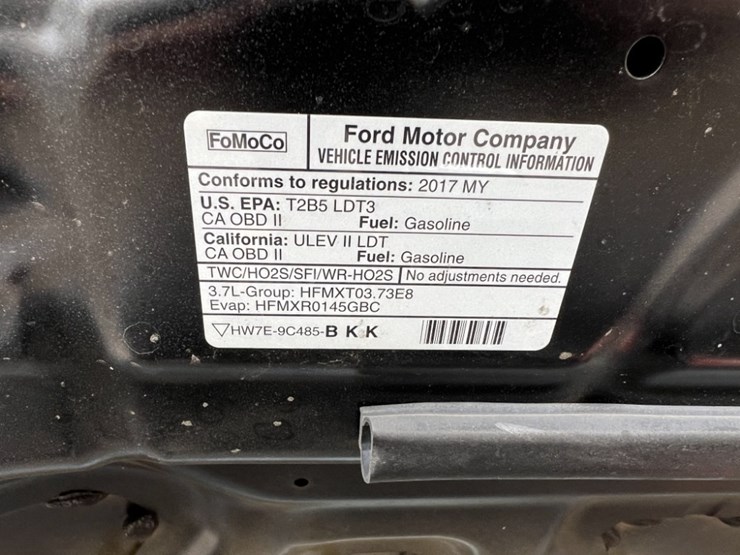 FoMoCo
Ford Motor Company
VEHICLE EMISSION CONTROL INFORMATION
Conforms to regulations: 2017 MY
U.S. EPA: T2B5 LDT3
CA OBD II Fuel: Gasoline
California: ULEV II LDT
CA OBD II Fuel: Gasoline
TWC/HO2S/SFI/WR-HO2S No adjustments needed.
3.7L-Group: HFMXT03.73E8
Evap: HFMXR0145GBC
HW7E-9C485-B K K